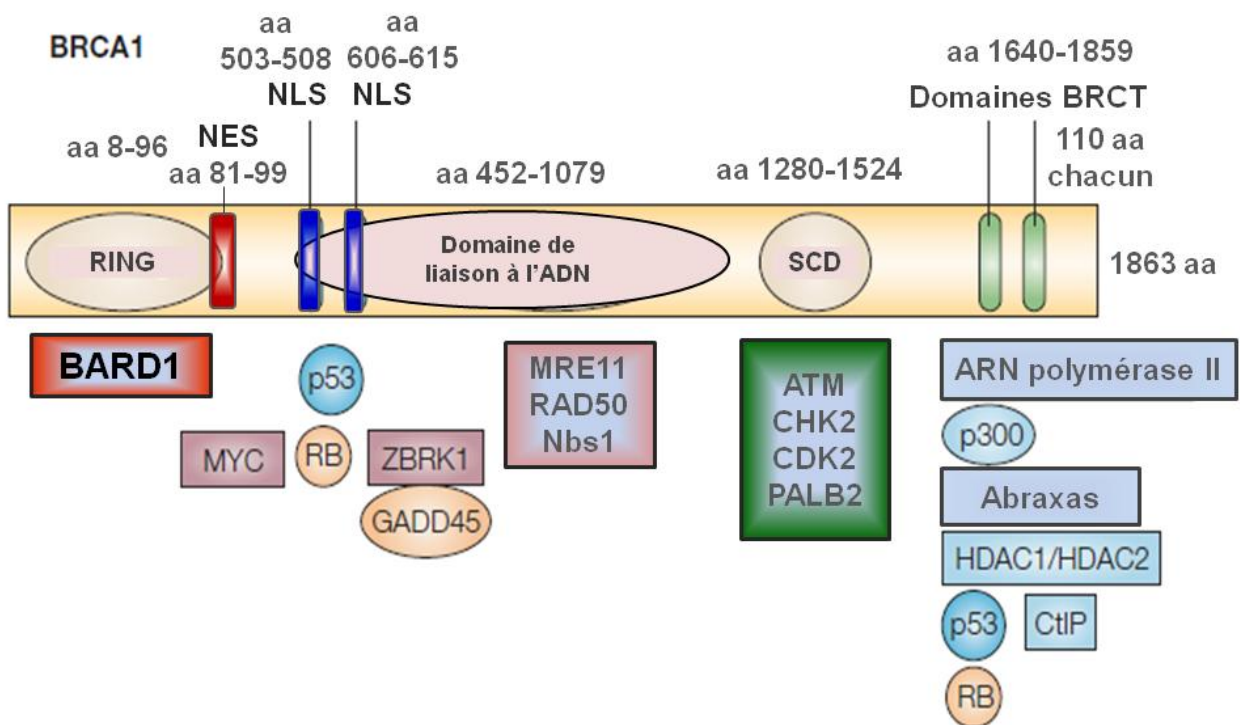 BRCA1
aa
503-508
NLS
aa
606-615
NLS
aa 1640-1859
Domaines BRCT
110 aa
chacun
aa 8-96
NES
aa 81-99
aa 452-1079
aa 1280-1524
RING
Domaine de
liaison à l'ADN
SCD
1863 aa
BARD1
p53
MYC
RB
ZBRK1
GADD45
MRE11
RAD50
Nbs1
ATM
CHK2
CDK2
PALB2
ARN polymérase II
p300
Abraxas
HDAC1/HDAC2
p53
CtIP
RB